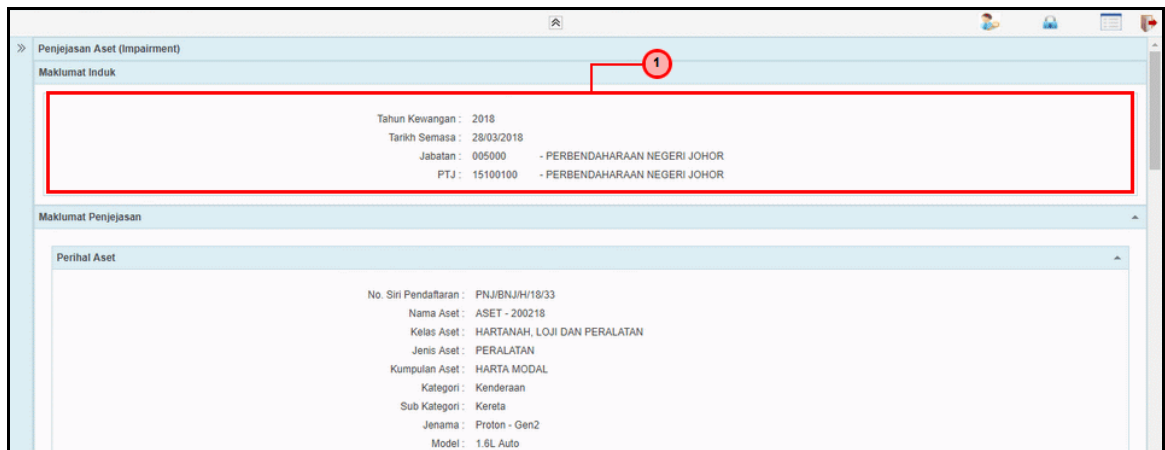 Penjejasan Aset (Impairment)
Maklumat Induk
1
Tahun Kewangan : 2018
Tarikh Semasa : 28/03/2018
Jabatan : 005000 - PERBENDAHARAAN NEGERI JOHOR
PTJ : 15100100 - PERBENDAHARAAN NEGERI JOHOR
Maklumat Penjejasan
Perihal Aset
No. Siri Pendaftaran : PNJ/BNJ/H/18/33
Nama Aset : ASET - 200218
Kelas Aset : HARTANAH, LOJI DAN PERALATAN
Jenis Aset : PERALATAN
Kumpulan Aset : HARTA MODAL
Kategori : Kenderaan
Sub Kategori : Kereta
Jenama : Proton - Gen2
Model : 1.6L Auto